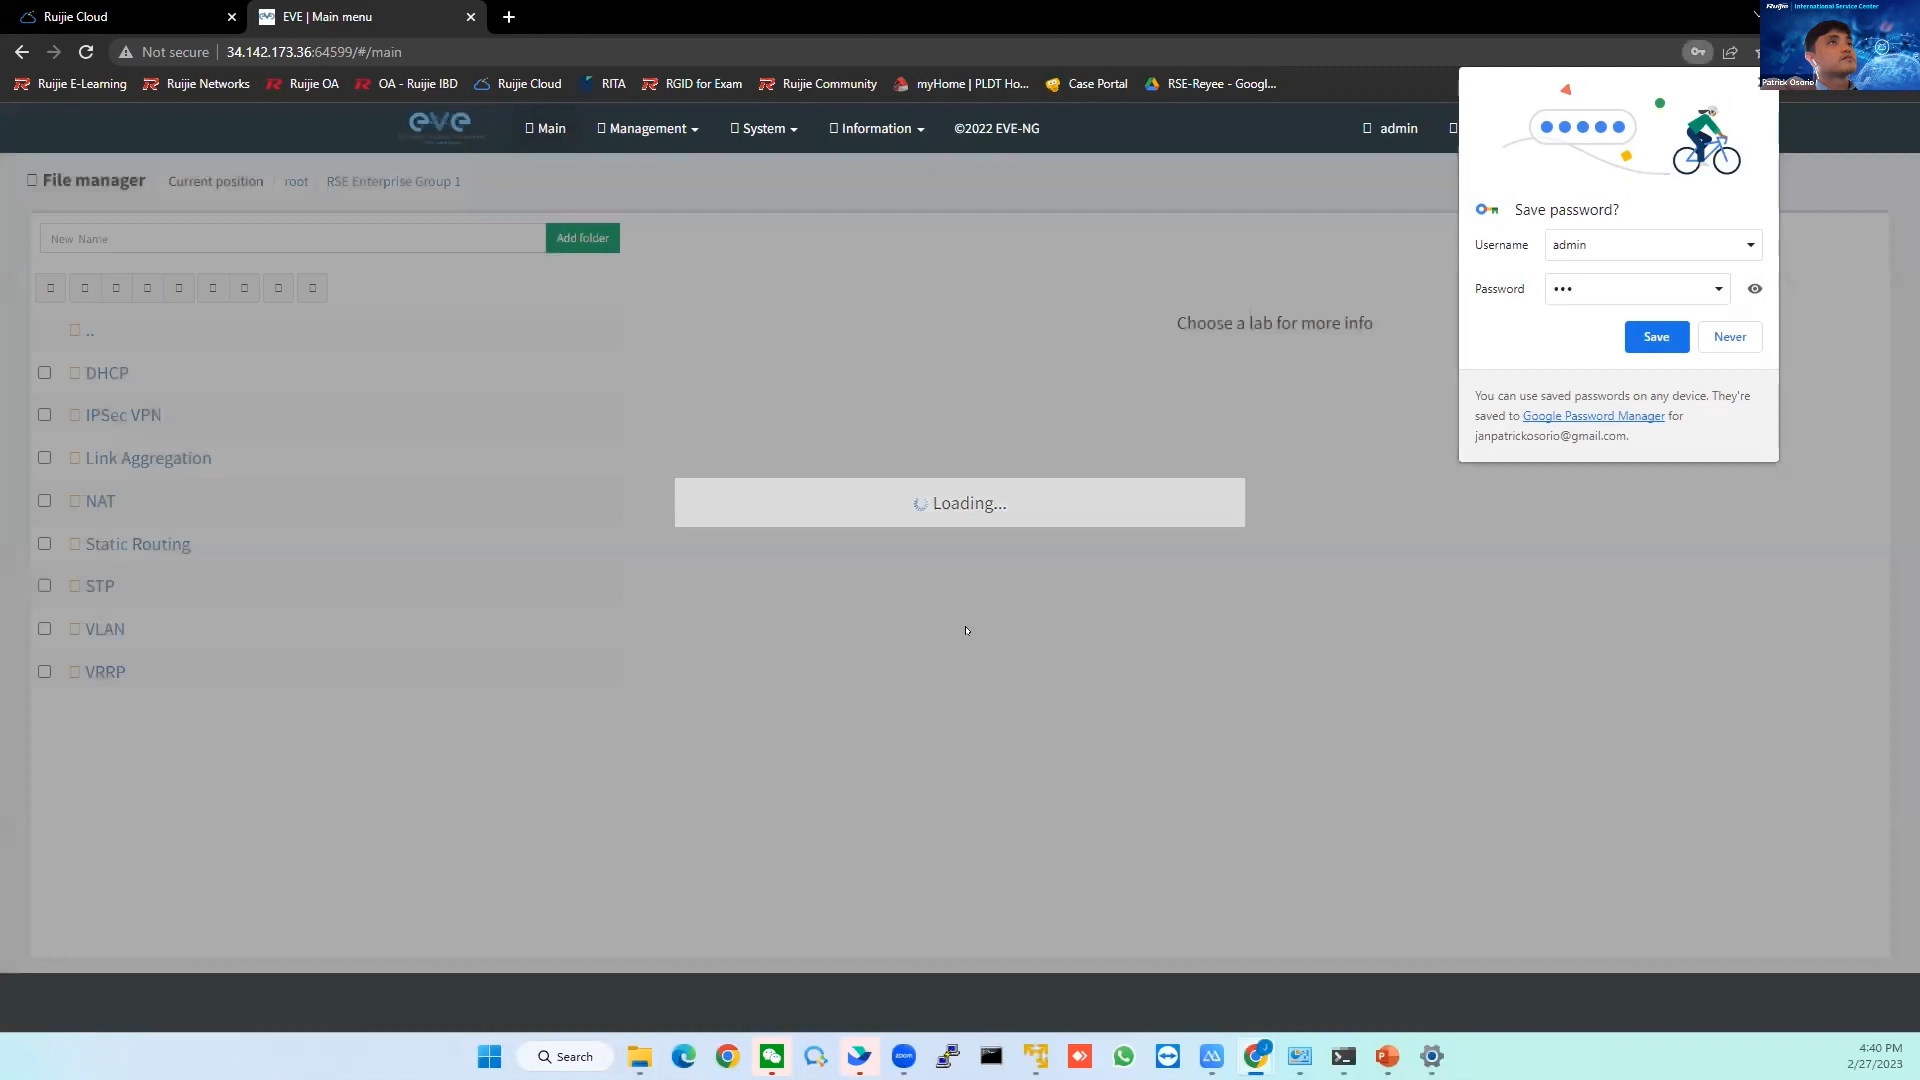 Ruijie Cloud
EVE | Main menu
Ruijie | International Service Center
Not secure 34.142.173.36:64599/#/main
Ruijie E-Learning Ruijie Networks Ruijie OA OA - Ruijie IBD Ruijie Cloud RITA RGID for Exam Ruijie Community myHome | PLDT Ho... Case Portal RSE-Reyee - Googl...
Patrick Osorio
eve Main Management System Information ©2022 EVE-NG admin
File manager Current position root RSE Enterprise Group 1
New Name Add folder
..
DHCP
IPSec VPN
Link Aggregation
NAT
Static Routing
STP
VLAN
VRRP
Choose a lab for more info
Loading...
Save password?
Username admin
Password •••
Save Never
You can use saved passwords on any device. They're
saved to Google Password Manager for
janpatrickosorio@gmail.com.
Search
zoom
4:40 PM
2/27/2023